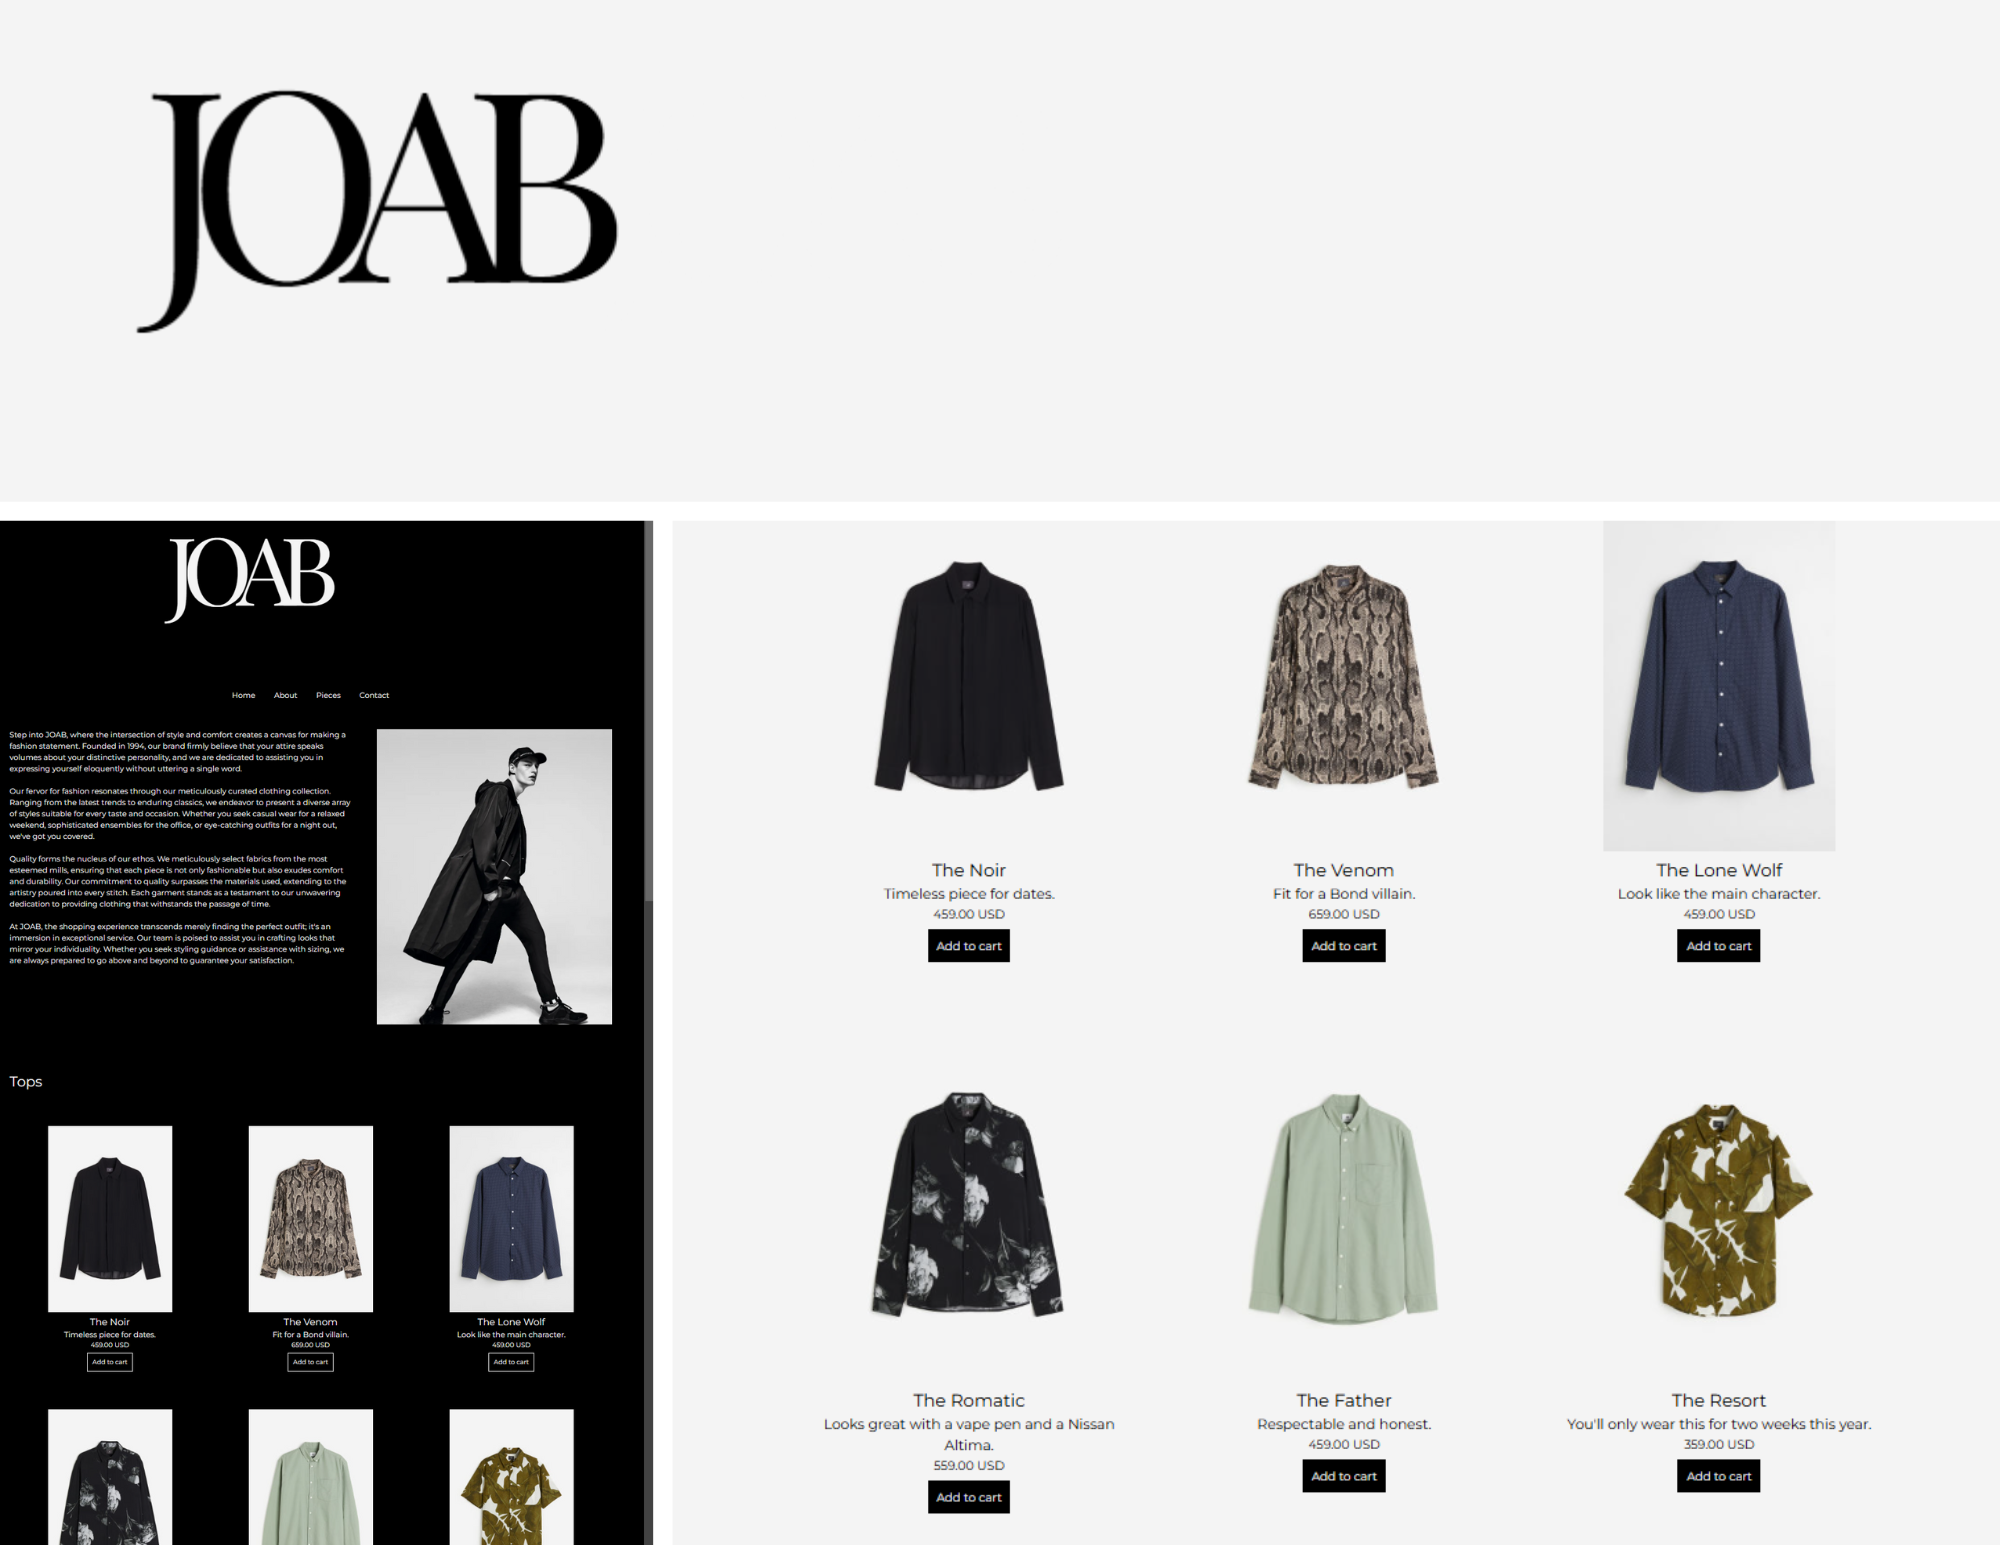 JOAB
JOAB
Home About Pieces Contact
Step into JOAB, where the intersection of style and comfort creates a canvas for making a
fashion statement. Founded in 1994, our brand firmly believe that your attire speaks
volumes about your distinctive personality, and we are dedicated to assisting you in
expressing yourself eloquently without uttering a single word.
Our fervor for fashion resonates through our meticulously curated clothing collection.
Ranging from the latest trends to enduring classics, we endeavor to present a diverse array
of styles suitable for every taste and occasion. Whether you seek casual wear for a relaxed
weekend, sophisticated ensembles for the office, or eye-catching outfits for a night out,
we've got you covered.
Quality forms the nucleus of our ethos. We meticulously select fabrics from the most
esteemed mills, ensuring that each piece is not only fashionable but also exudes comfort
and durability. Our commitment to quality surpasses the materials used, extending to the
artistry poured into every stitch. Each garment stands as a testament to our unwavering
dedication to providing clothing that withstands the passage of time.
At JOAB, the shopping experience transcends merely finding the perfect outfit; it's an
immersion in exceptional service. Our team is poised to assist you in crafting looks that
mirror your individuality. Whether you seek styling guidance or assistance with sizing, we
are always prepared to go above and beyond to guarantee your satisfaction.
Tops
The Noir The Venom The Lone Wolf
Timeless piece for dates. Fit for a Bond villain. Look like the main character.
459.00 USD 659.00 USD 459.00 USD
Add to cart Add to cart Add to cart
The Noir The Venom The Lone Wolf
Timeless piece for dates. Fit for a Bond villain. Look like the main character.
459.00 USD 659.00 USD 459.00 USD
Add to cart Add to cart Add to cart
The Romatic The Father The Resort
Looks great with a vape pen and a Nissan Respectable and honest. You'll only wear this for two weeks this year.
Altima. 459.00 USD 359.00 USD
559.00 USD
Add to cart Add to cart Add to cart